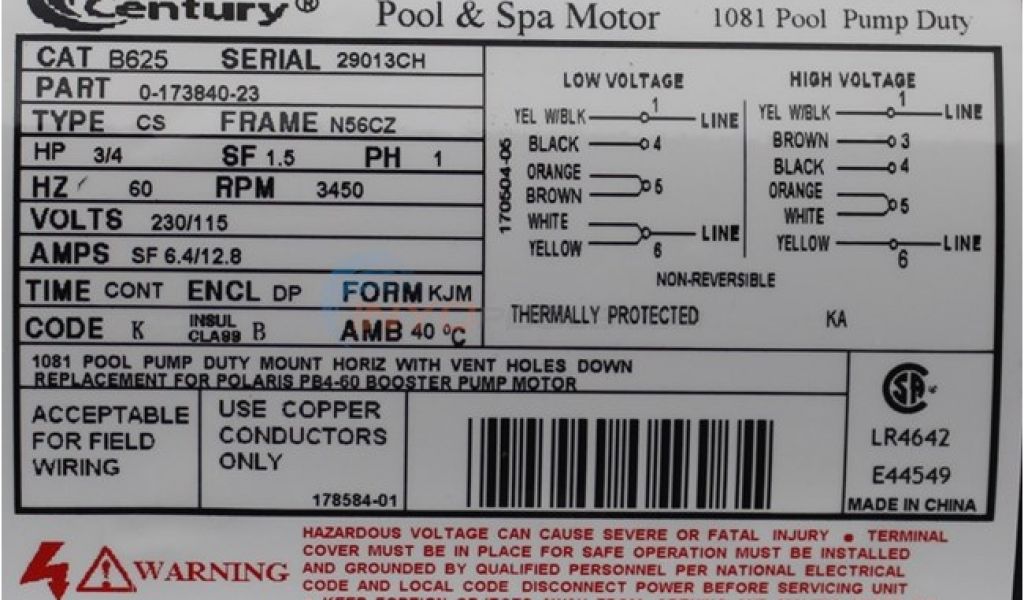 Century® Pool & Spa Motor 1081 Pool Pump Duty
CAT B625 SERIAL 29013CH
PART 0-173840-23
TYPE CS FRAME N56CZ
HP 3/4 SF 1.5 PH 1
HZ 60 RPM 3450
VOLTS 230/115
AMPS SF 6.4/12.8
TIME CONT ENCL DP FORM KJM
CODE K INSUL CLASS B AMB 40 °C
170504-06
LOW VOLTAGE
YEL W/BLK 1 LINE
BLACK 4
ORANGE
BROWN 5
WHITE
YELLOW 6 LINE
HIGH VOLTAGE
YEL W/BLK 1 LINE
BROWN 3
BLACK 4
ORANGE
WHITE 5
YELLOW 6 LINE
NON-REVERSIBLE
THERMALLY PROTECTED KA
1081 POOL PUMP DUTY MOUNT HORIZ WITH VENT HOLES DOWN
REPLACEMENT FOR POLARIS PB4-60 BOOSTER PUMP MOTOR
ACCEPTABLE
FOR FIELD
WIRING
USE COPPER
CONDUCTORS
ONLY
178584-01
SA
LR4642
E44549
MADE IN CHINA
WARNING
HAZARDOUS VOLTAGE CAN CAUSE SEVERE OR FATAL INJURY • TERMINAL
COVER MUST BE IN PLACE FOR SAFE OPERATION MUST BE INSTALLED
AND GROUNDED BY QUALIFIED PERSONNEL PER NATIONAL ELECTRICAL
CODE AND LOCAL CODE DISCONNECT POWER BEFORE SERVICING UNIT